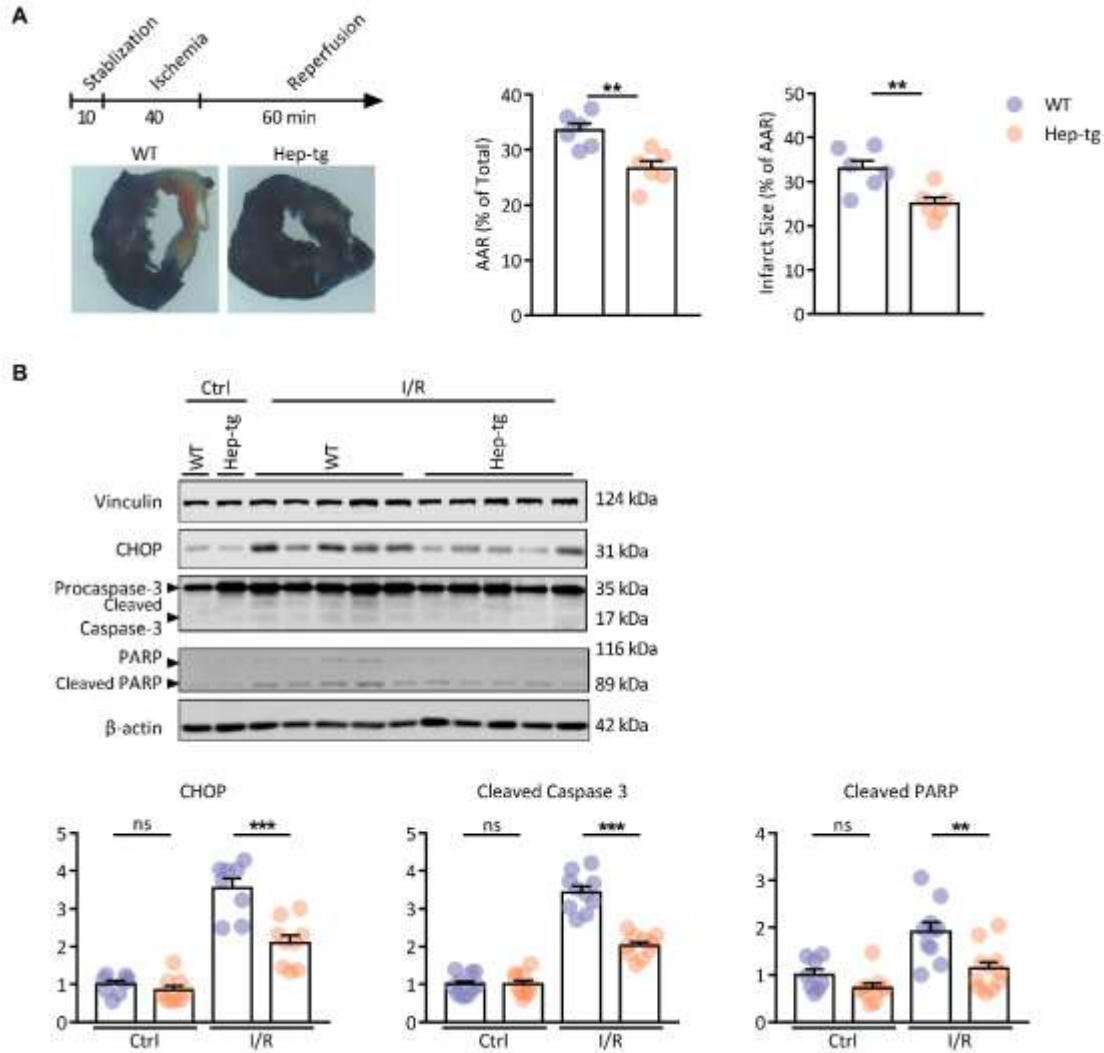 A
Stablization
Ischemia
Reperfusion
10
40
60 min
WT
Hep-tg
**
40
30
20
10
0
AAR (% of Total)
**
50
40
30
20
10
0
Infarct Size (% of AAR)
WT
Hep-tg
B
Ctrl
I/R
WT
Hep-tg
WT
Hep-tg
Vinculin
124 kDa
CHOP
31 kDa
Procaspase-3
35 kDa
Cleaved
Caspase-3
17 kDa
116 kDa
PARP
Cleaved PARP
89 kDa
β-actin
42 kDa
CHOP
ns
***
5
4
3
2
1
0
Ctrl
I/R
Cleaved Caspase 3
ns
***
5
4
3
2
1
0
Ctrl
I/R
Cleaved PARP
ns
**
4
3
2
1
0
Ctrl
I/R